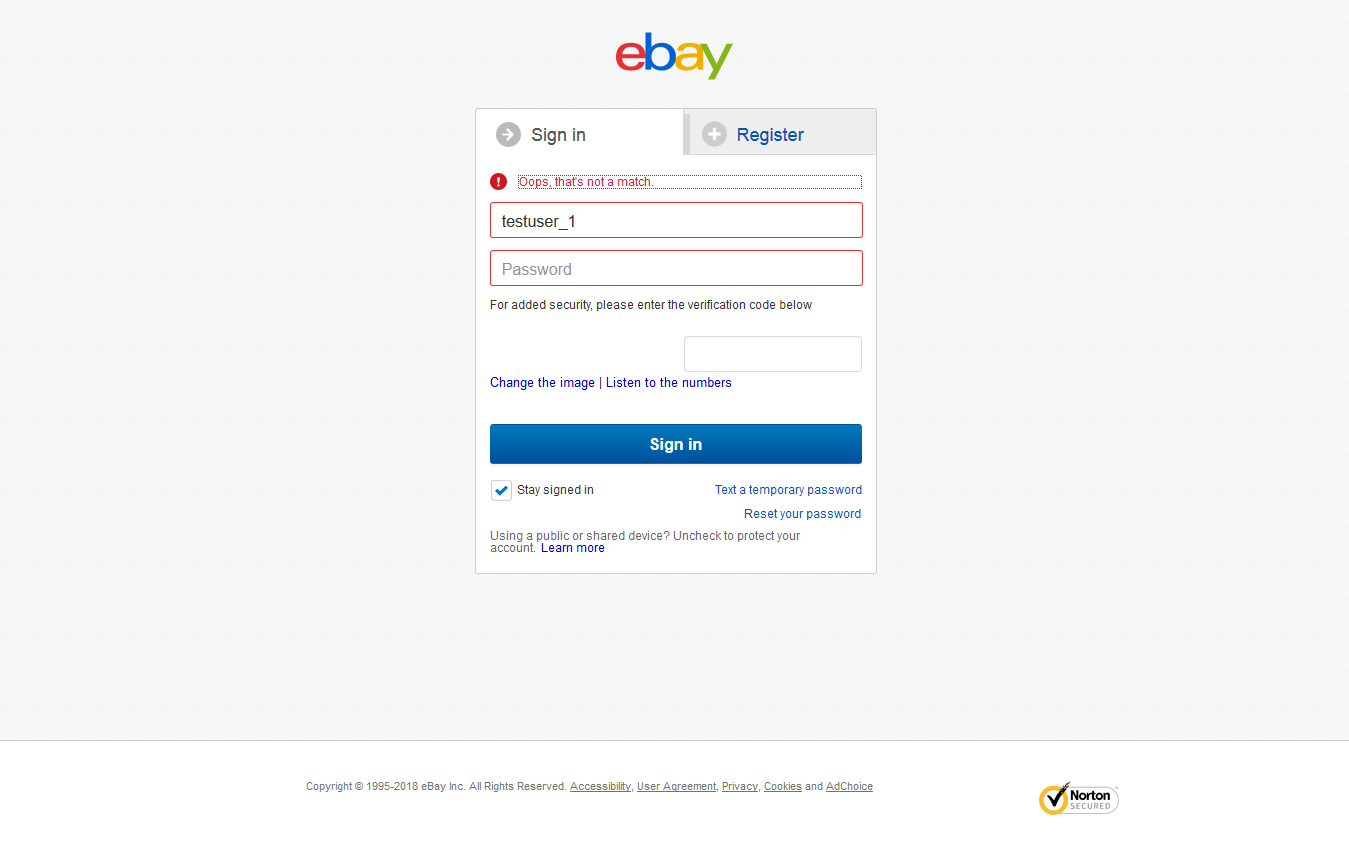 ebay
Sign in
Register
Oops, that's not a match.
testuser_1
Password
For added security, please enter the verification code below
Change the image | Listen to the numbers
Sign in
Stay signed in
Text a temporary password
Reset your password
Using a public or shared device? Uncheck to protect your
account. Learn more
Copyright © 1995-2018 eBay Inc. All Rights Reserved. Accessibility, User Agreement, Privacy, Cookies and AdChoice
Norton
SECURED